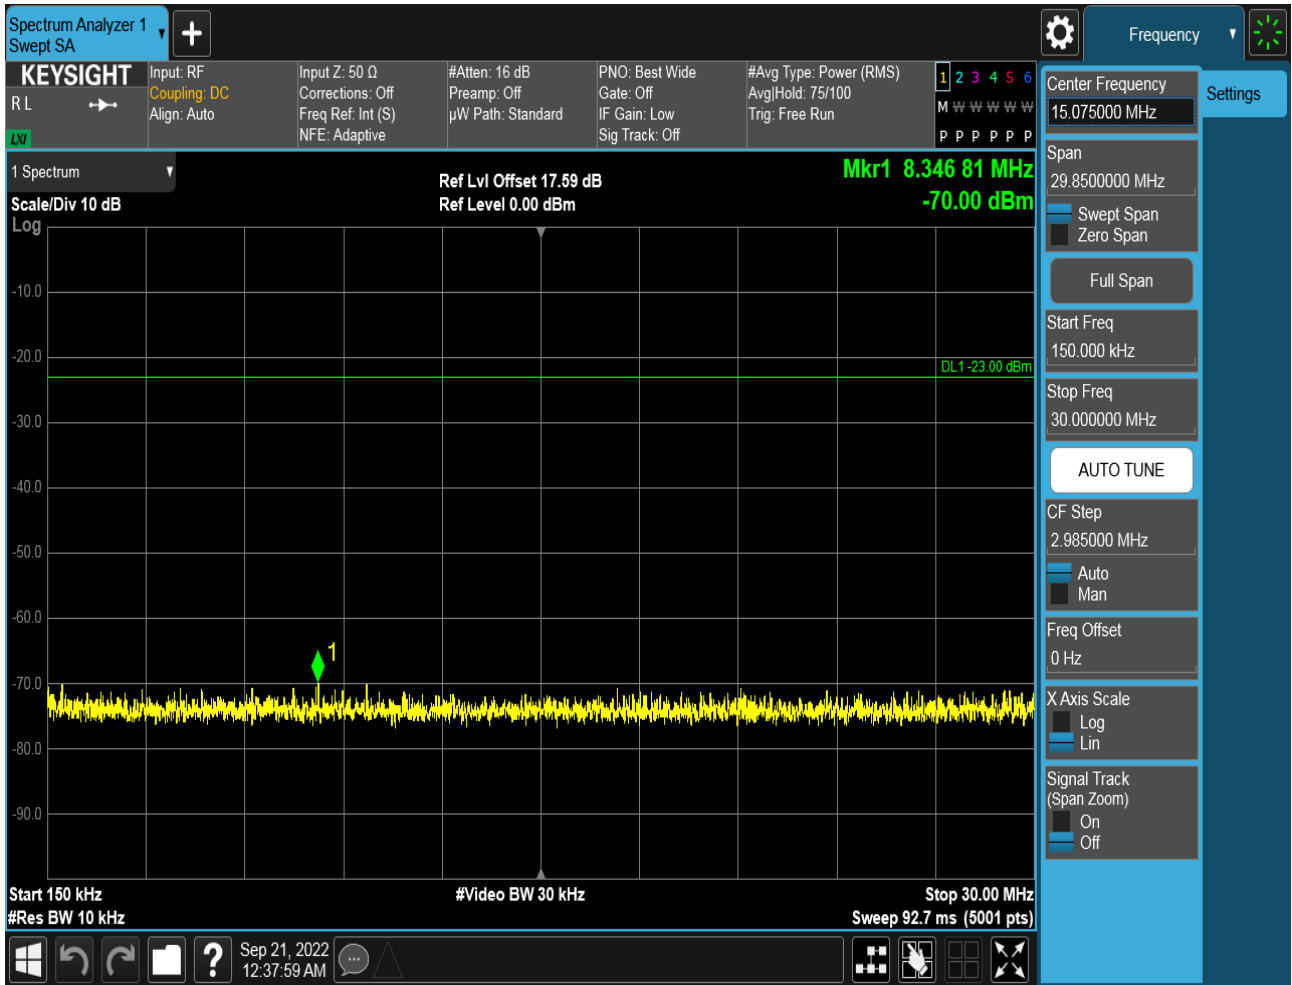 Spectrum Analyzer 1
Swept SA
Frequency
KEYSIGHT
R L
LXI
Input: RF
Coupling: DC
Align: Auto
Input Z: 50 Ω
Corrections: Off
Freq Ref: Int (S)
NFE: Adaptive
#Atten: 16 dB
Preamp: Off
µW Path: Standard
PNO: Best Wide
Gate: Off
IF Gain: Low
Sig Track: Off
#Avg Type: Power (RMS)
Avg|Hold: 75/100
Trig: Free Run
1 2 3 4 5 6
M W W W W W
P P P P P P
1 Spectrum
Scale/Div 10 dB
Log
Ref Lvl Offset 17.59 dB
Ref Level 0.00 dBm
Mkr1 8.346 81 MHz
-70.00 dBm
-10.0
-20.0
DL1 -23.00 dBm
-30.0
-40.0
-50.0
-60.0
1
-70.0
-80.0
-90.0
Start 150 kHz
#Video BW 30 kHz
Stop 30.00 MHz
#Res BW 10 kHz
Sweep 92.7 ms (5001 pts)
?
Sep 21, 2022
12:37:59 AM
Center Frequency
15.075000 MHz
Settings
Span
29.8500000 MHz
Swept Span
Zero Span
Full Span
Start Freq
150.000 kHz
Stop Freq
30.000000 MHz
AUTO TUNE
CF Step
2.985000 MHz
Auto
Man
Freq Offset
0 Hz
X Axis Scale
Log
Lin
Signal Track
(Span Zoom)
On
Off